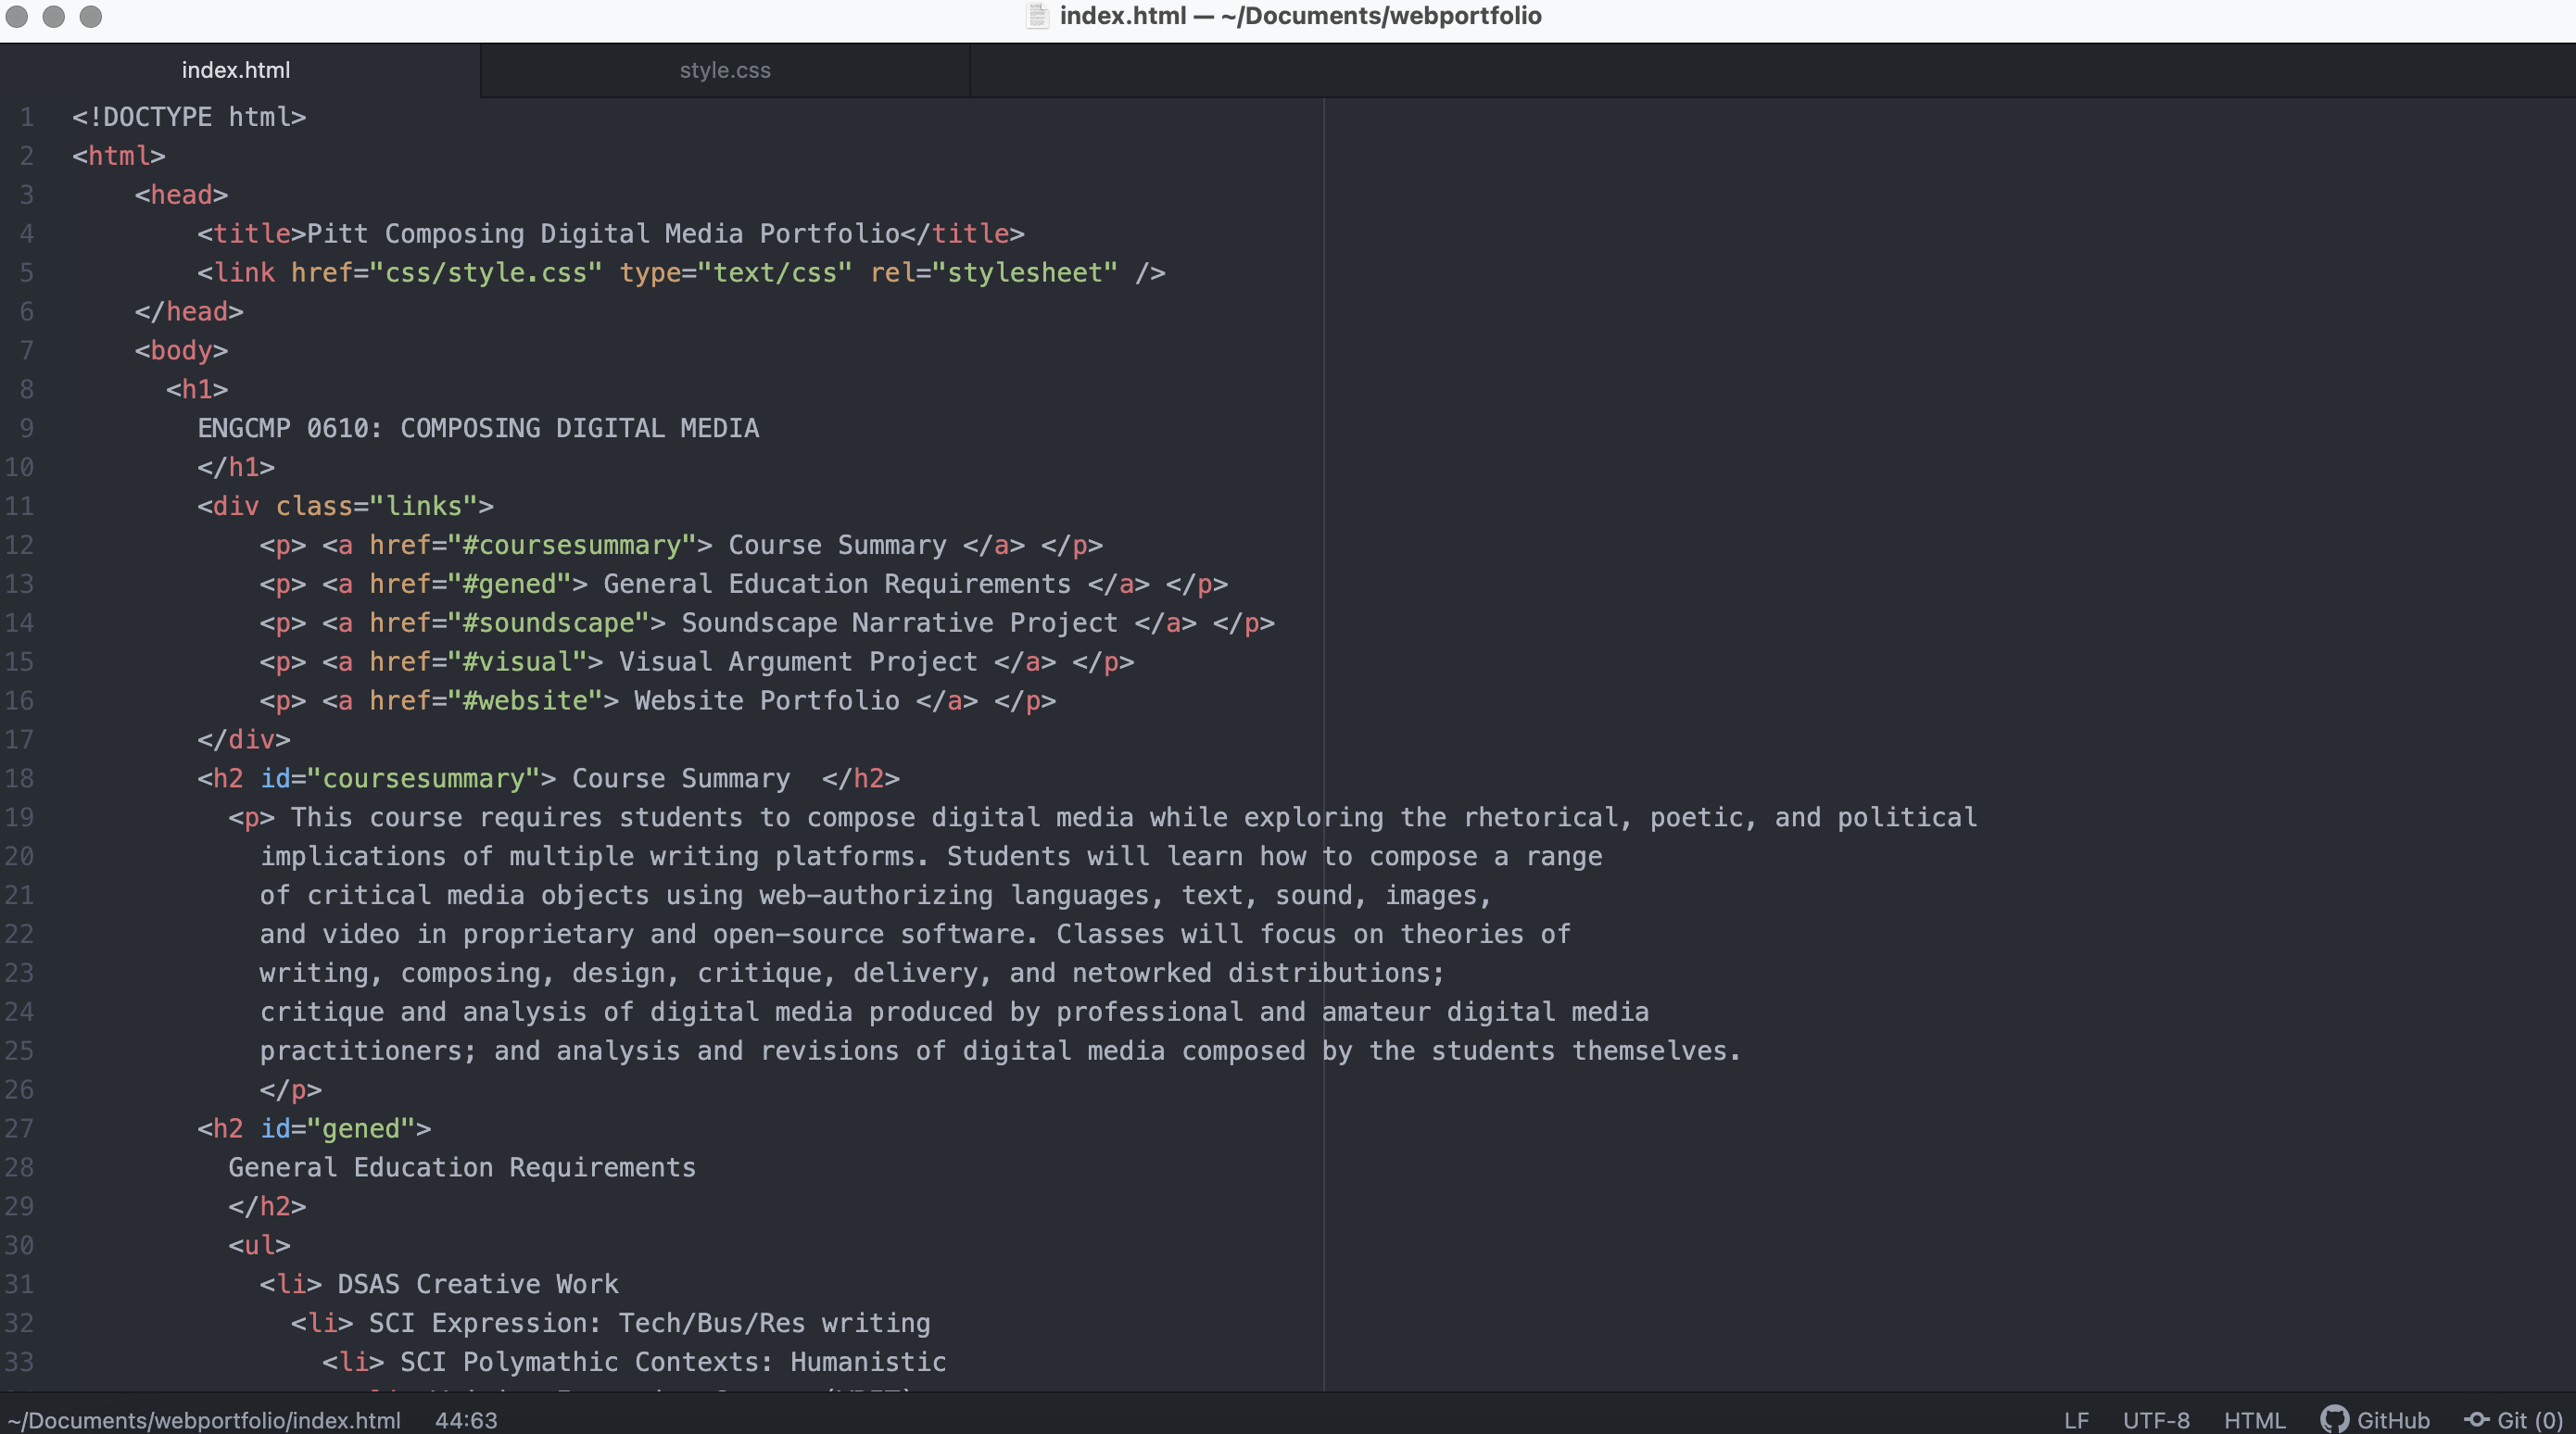 index.html — ~/Documents/webportfolio
index.html style.css
1 <!DOCTYPE html>
2 <html>
3 <head>
4 <title>Pitt Composing Digital Media Portfolio</title>
5 <link href="css/style.css" type="text/css" rel="stylesheet" />
6 </head>
7 <body>
8 <h1>
9 ENGCMP 0610: COMPOSING DIGITAL MEDIA
10 </h1>
11 <div class="links">
12 <p> <a href="#coursesummary"> Course Summary </a> </p>
13 <p> <a href="#gened"> General Education Requirements </a> </p>
14 <p> <a href="#soundscape"> Soundscape Narrative Project </a> </p>
15 <p> <a href="#visual"> Visual Argument Project </a> </p>
16 <p> <a href="#website"> Website Portfolio </a> </p>
17 </div>
18 <h2 id="coursesummary"> Course Summary  </h2>
19 <p> This course requires students to compose digital media while exploring the rhetorical, poetic, and political
20 implications of multiple writing platforms. Students will learn how to compose a range
21 of critical media objects using web-authorizing languages, text, sound, images,
22 and video in proprietary and open-source software. Classes will focus on theories of
23 writing, composing, design, critique, delivery, and netowrked distributions;
24 critique and analysis of digital media produced by professional and amateur digital media
25 practitioners; and analysis and revisions of digital media composed by the students themselves.
26 </p>
27 <h2 id="gened">
28 General Education Requirements
29 </h2>
30 <ul>
31 <li> DSAS Creative Work
32 <li> SCI Expression: Tech/Bus/Res writing
33 <li> SCI Polymathic Contexts: Humanistic
~/Documents/webportfolio/index.html 44:63 LF UTF-8 HTML GitHub Git (0)